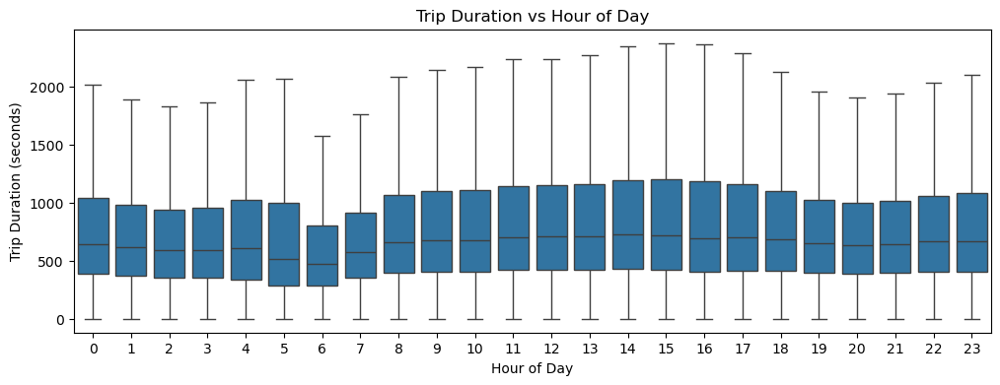 Trip Duration vs Hour of Day
Trip Duration (seconds)
2000
1500
1000
500
0
0 1 2 3 4 5 6 7 8 9 10 11 12 13 14 15 16 17 18 19 20 21 22 23
Hour of Day